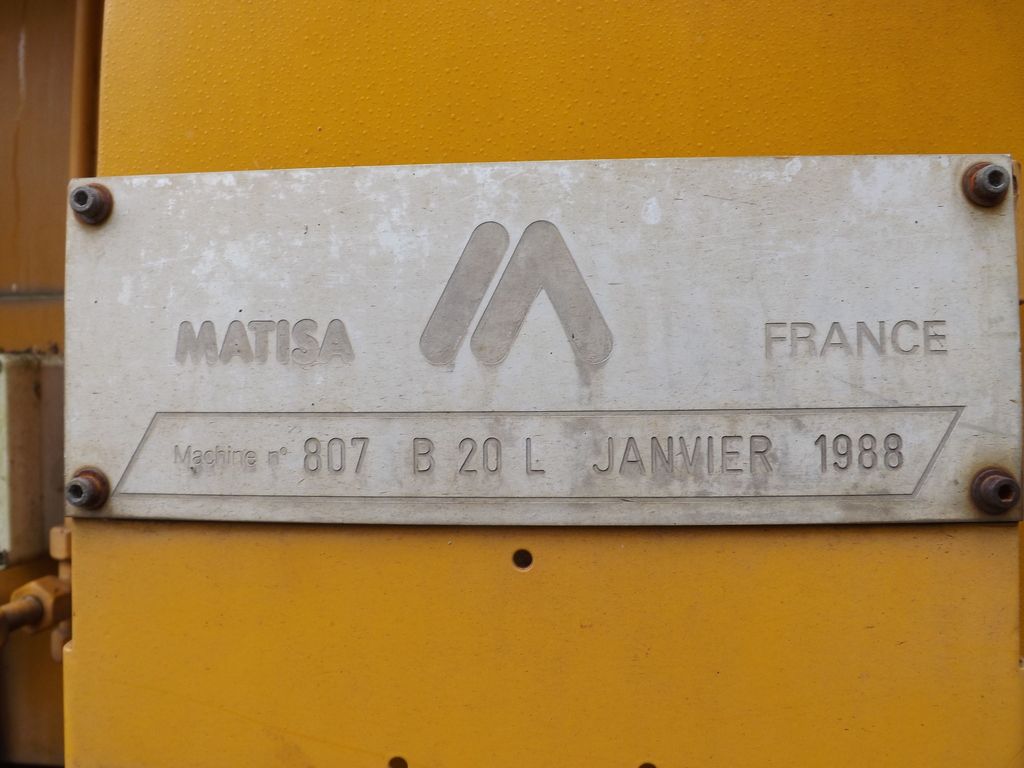 MATISA FRANCE
Machine n° 807 B 20 L JANVIER 1988